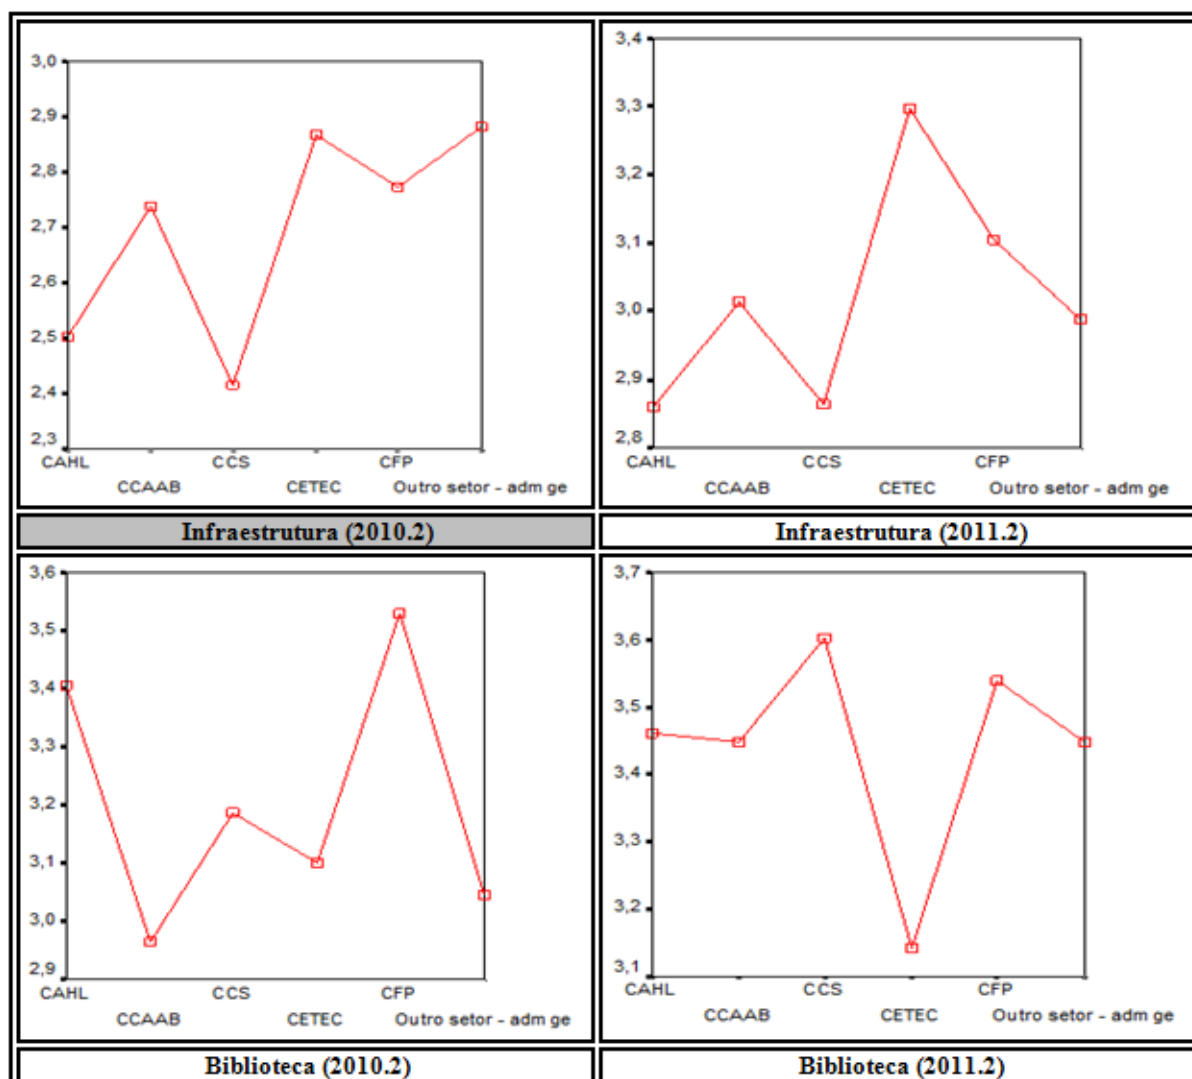 3,0
2,9
2,8
2,7
2,6
2,5
2,4
2,3
CAHL CCS CFP
CCAAB CETEC Outro setor - adm ge
Infraestrutura (2010.2)
3,4
3,3
3,2
3,1
3,0
2,9
2,8
CAHL CCS CFP
CCAAB CETEC Outro setor - adm ge
Infraestrutura (2011.2)
3,6
3,5
3,4
3,3
3,2
3,1
3,0
2,9
CAHL CCS CFP
CCAAB CETEC Outro setor - adm ge
Biblioteca (2010.2)
3,7
3,6
3,5
3,4
3,3
3,2
3,1
CAHL CCS CFP
CCAAB CETEC Outro setor - adm ge
Biblioteca (2011.2)